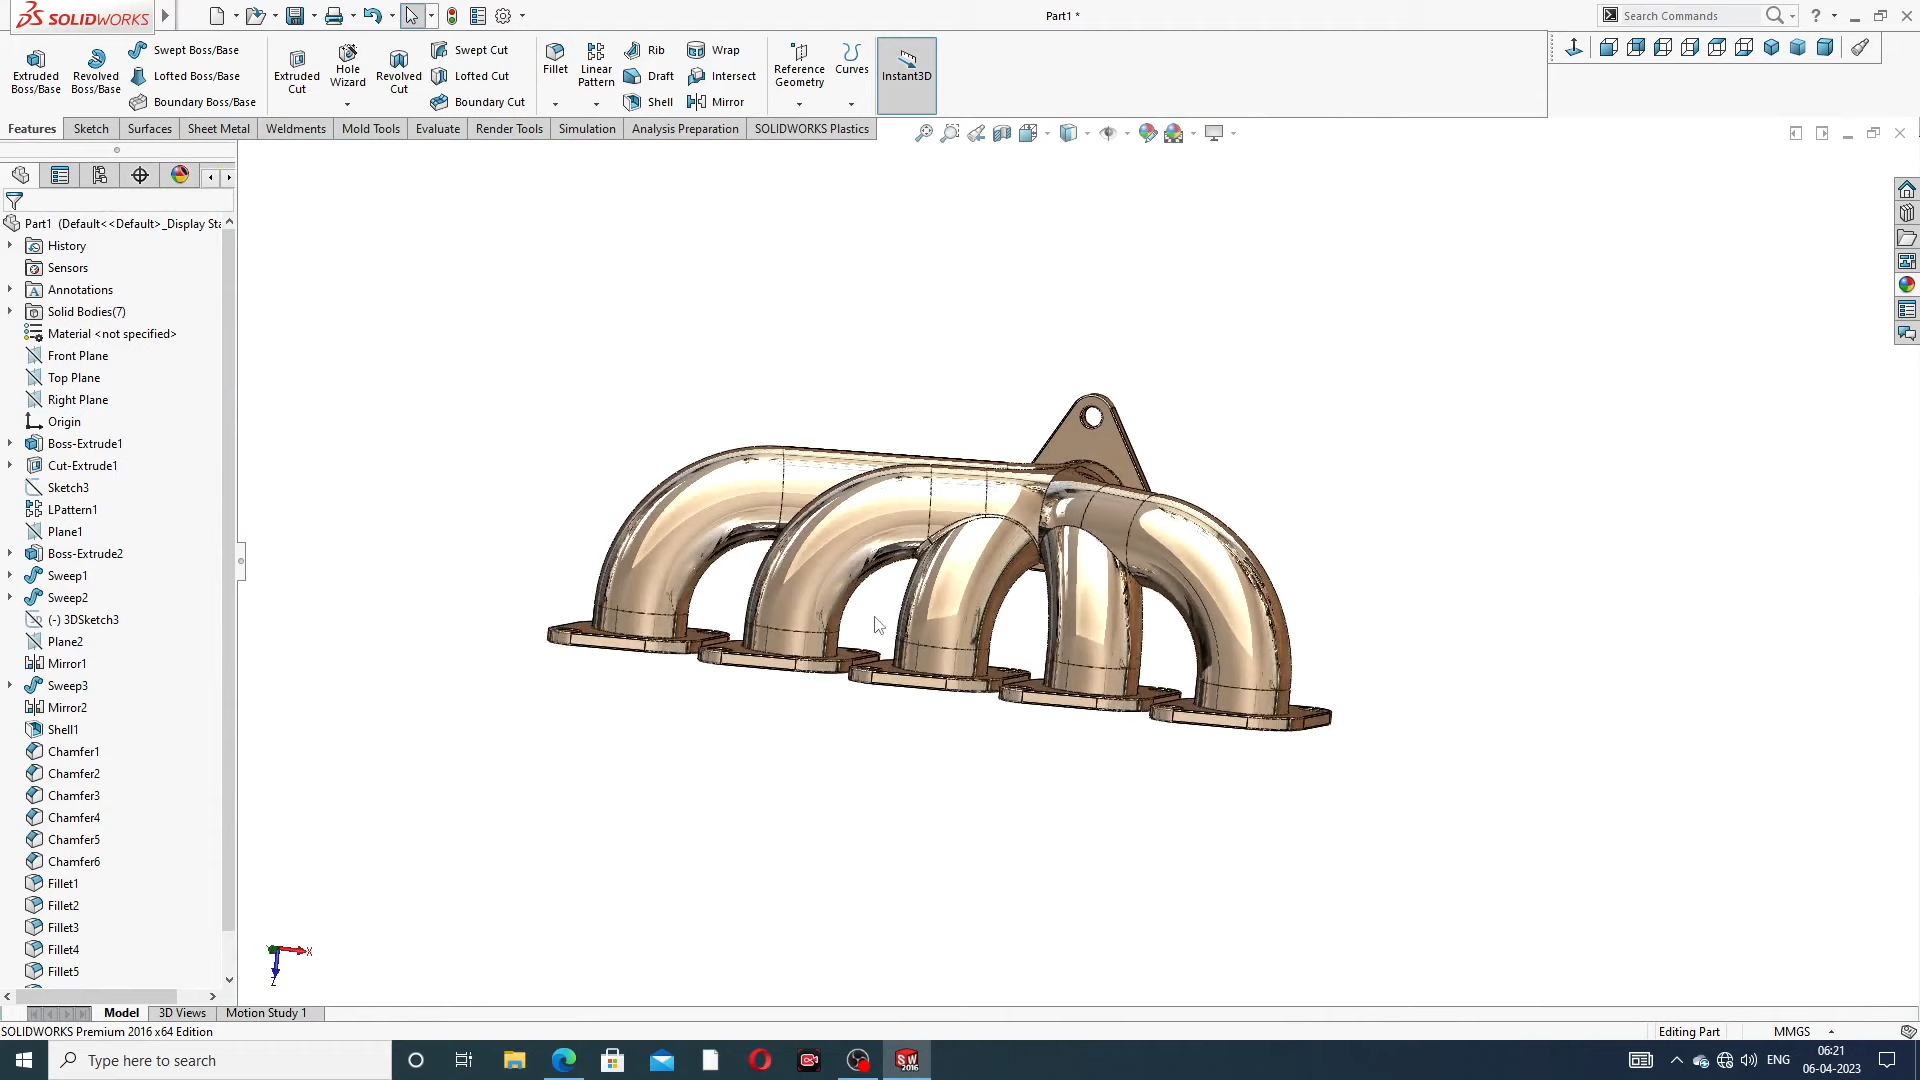 SOLIDWORKS
Part1 *
Search Commands
Extruded Boss/Base
Revolved Boss/Base
Swept Boss/Base
Lofted Boss/Base
Boundary Boss/Base
Extruded Cut
Hole Wizard
Revolved Cut
Swept Cut
Lofted Cut
Boundary Cut
Fillet
Linear Pattern
Rib
Draft
Shell
Wrap
Intersect
Mirror
Reference Geometry
Curves
Instant3D
Features
Sketch
Surfaces
Sheet Metal
Weldments
Mold Tools
Evaluate
Render Tools
Simulation
Analysis Preparation
SOLIDWORKS Plastics
Part1 (Default<<Default>_Display Sta
History
Sensors
Annotations
Solid Bodies(7)
Material <not specified>
Front Plane
Top Plane
Right Plane
Origin
Boss-Extrude1
Cut-Extrude1
Sketch3
LPattern1
Plane1
Boss-Extrude2
Sweep1
Sweep2
(-) 3DSketch3
Plane2
Mirror1
Sweep3
Mirror2
Shell1
Chamfer1
Chamfer2
Chamfer3
Chamfer4
Chamfer5
Chamfer6
Fillet1
Fillet2
Fillet3
Fillet4
Fillet5
X
Z
Model
3D Views
Motion Study 1
SOLIDWORKS Premium 2016 x64 Edition
Editing Part
MMGS
Type here to search
SW
2016
ENG
06:21
06-04-2023